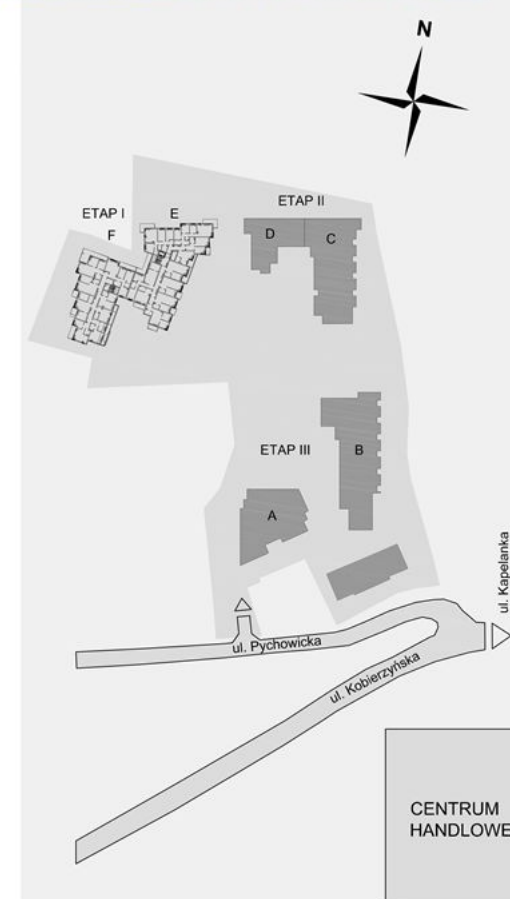 N
ETAP II
ETAP I
E
F
D
C
ETAP III
B
A
ul. Kapelanka
ul. Pychowicka
ul. Kobierzyńska
CENTRUM
HANDLOWE